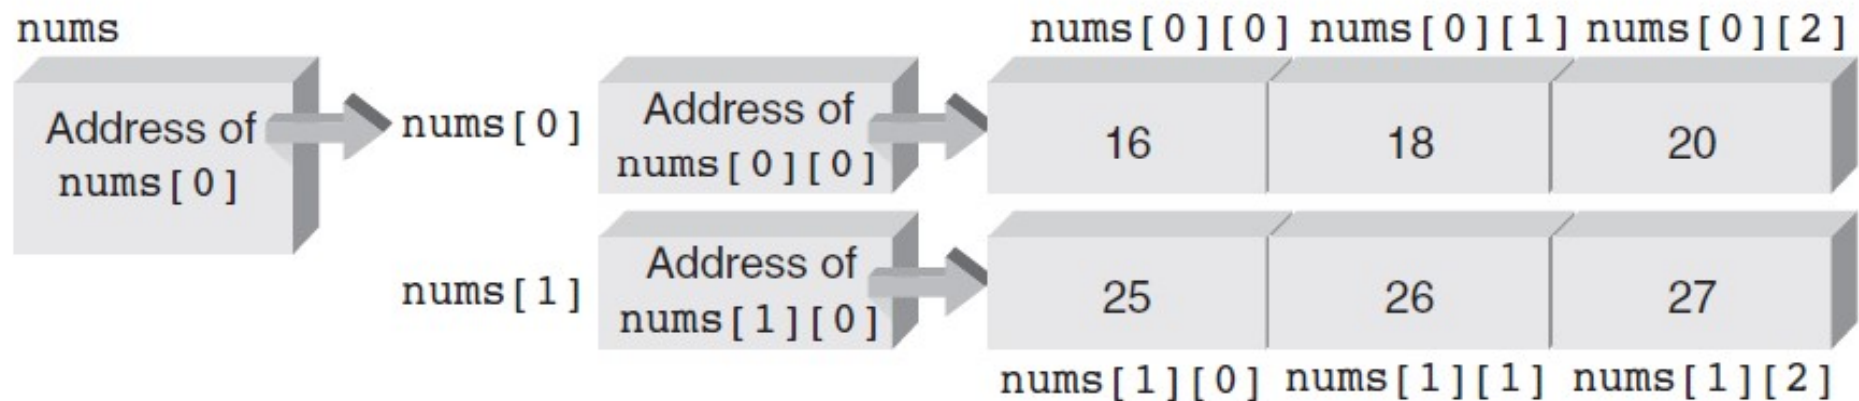 nums
Address of
nums[0]
nums[0]
Address of
nums[0][0]
nums[0][0] nums[0][1] nums[0][2]
16 18 20
nums[1]
Address of
nums[1][0]
25 26 27
nums[1][0] nums[1][1] nums[1][2]